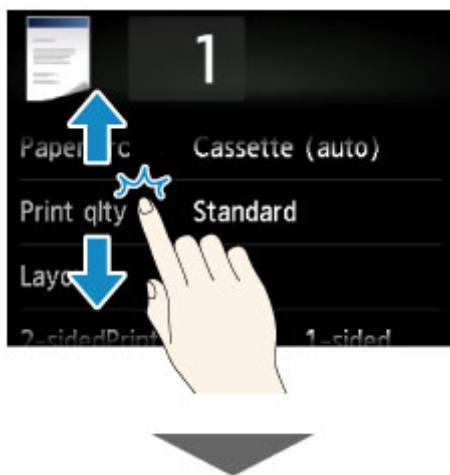 1
Paper rc Cassette (auto)
Print qlty Standard
Layo
2-sidedPrint 1-sided